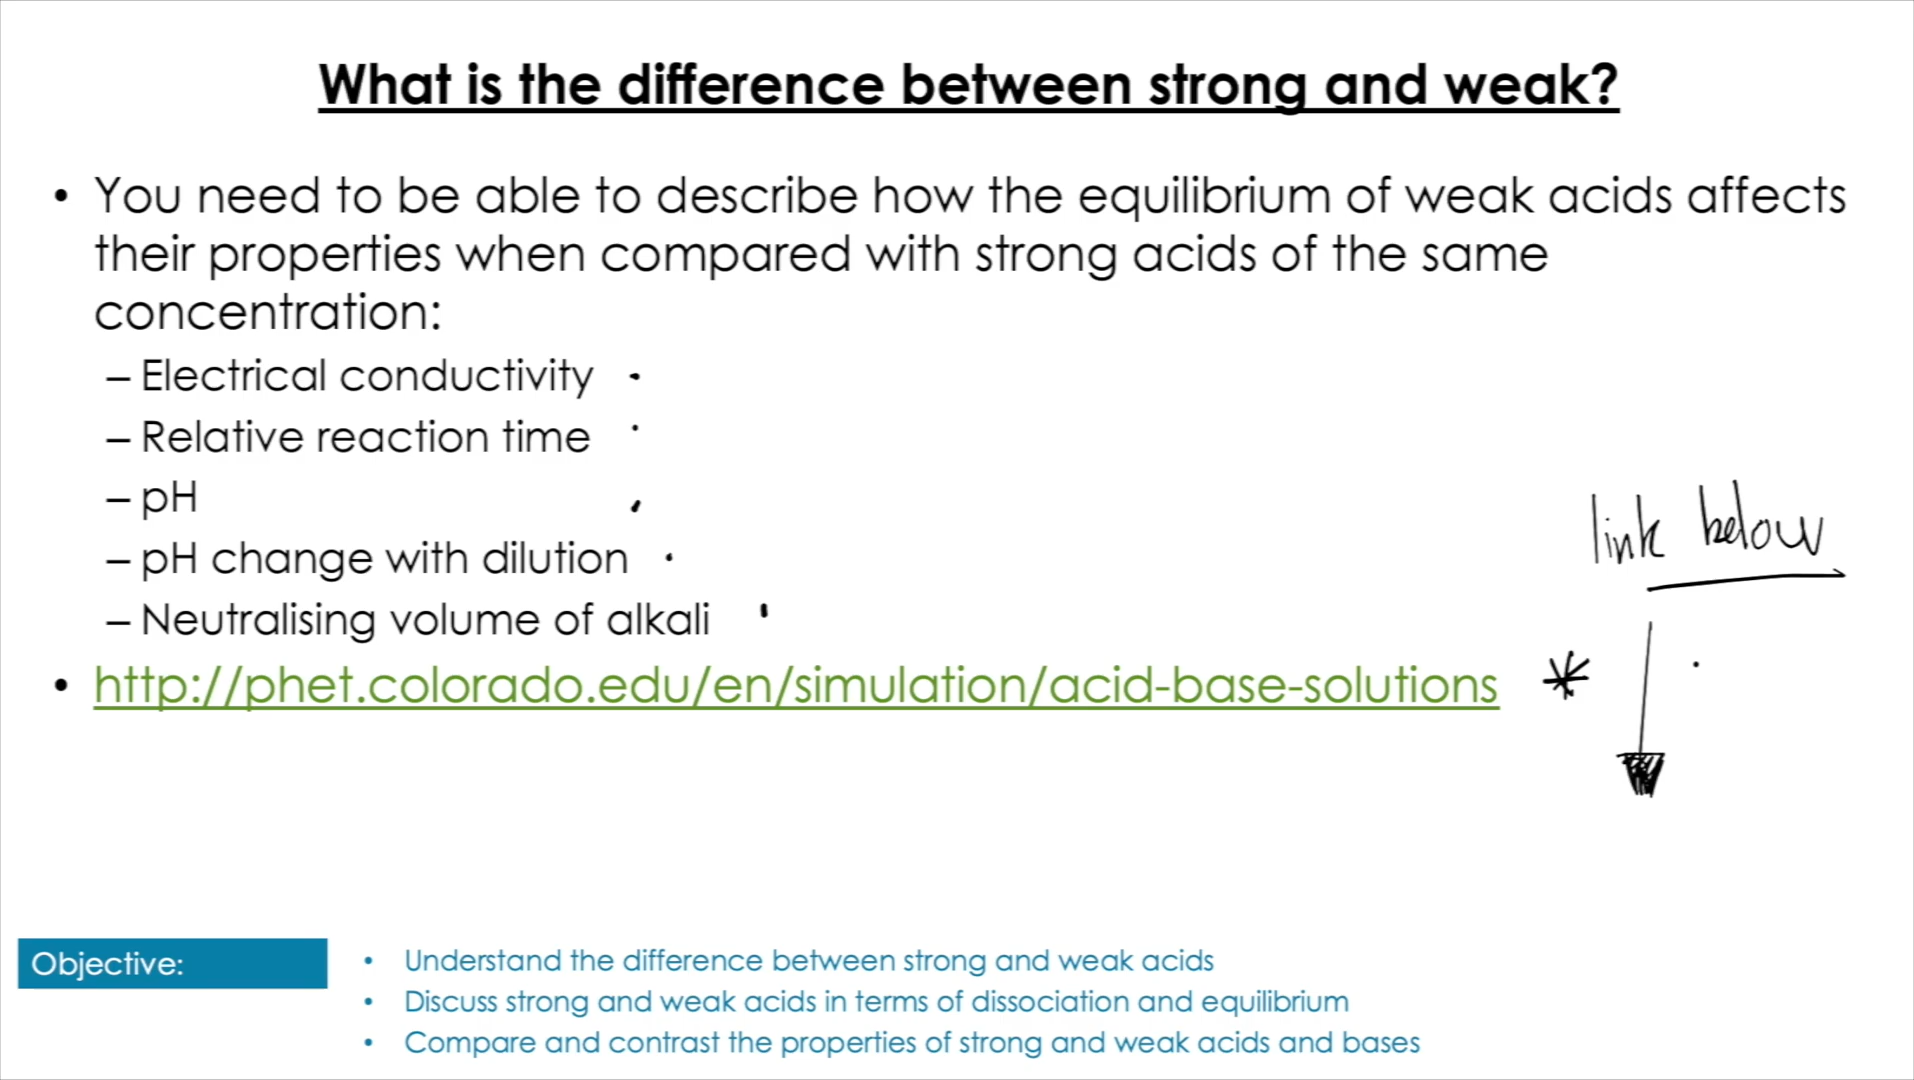 What is the difference between strong and weak?
• You need to be able to describe how the equilibrium of weak acids affects
their properties when compared with strong acids of the same
concentration:
– Electrical conductivity
– Relative reaction time
– pH
– pH change with dilution
– Neutralising volume of alkali
link below
• http://phet.colorado.edu/en/simulation/acid-base-solutions *
Objective:
• Understand the difference between strong and weak acids
• Discuss strong and weak acids in terms of dissociation and equilibrium
• Compare and contrast the properties of strong and weak acids and bases